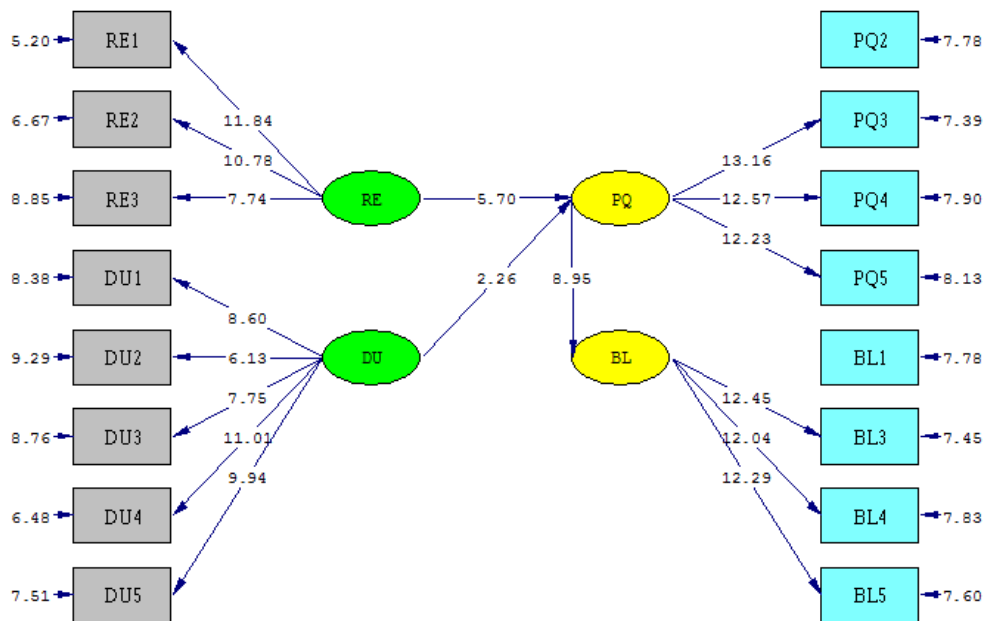 5.20 RE1 PQ2 7.78
11.84
6.67 RE2 PQ3 7.39
10.78 13.16
8.85 RE3 7.74 RE 5.70 PQ 12.57 PQ4 7.90
12.23
8.38 DU1 2.26 8.95 PQ5 8.13
8.60
9.29 DU2 6.13 DU BL BL1 7.78
7.75 12.45
8.76 DU3 11.01 12.04 BL3 7.45
9.94 12.29
6.48 DU4 BL4 7.83
7.51 DU5 BL5 7.60